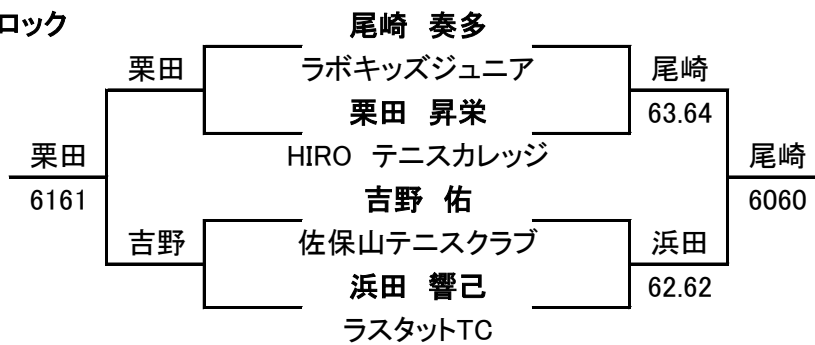 ロック
尾崎 奏多
栗田 ラボキッズジュニア 尾崎
栗田 昇栄 63.64
栗田 HIRO テニスカレッジ 尾崎
6161 吉野 佑 6060
吉野 佐保山テニスクラブ 浜田
浜田 響己 62.62
ラスタットTC